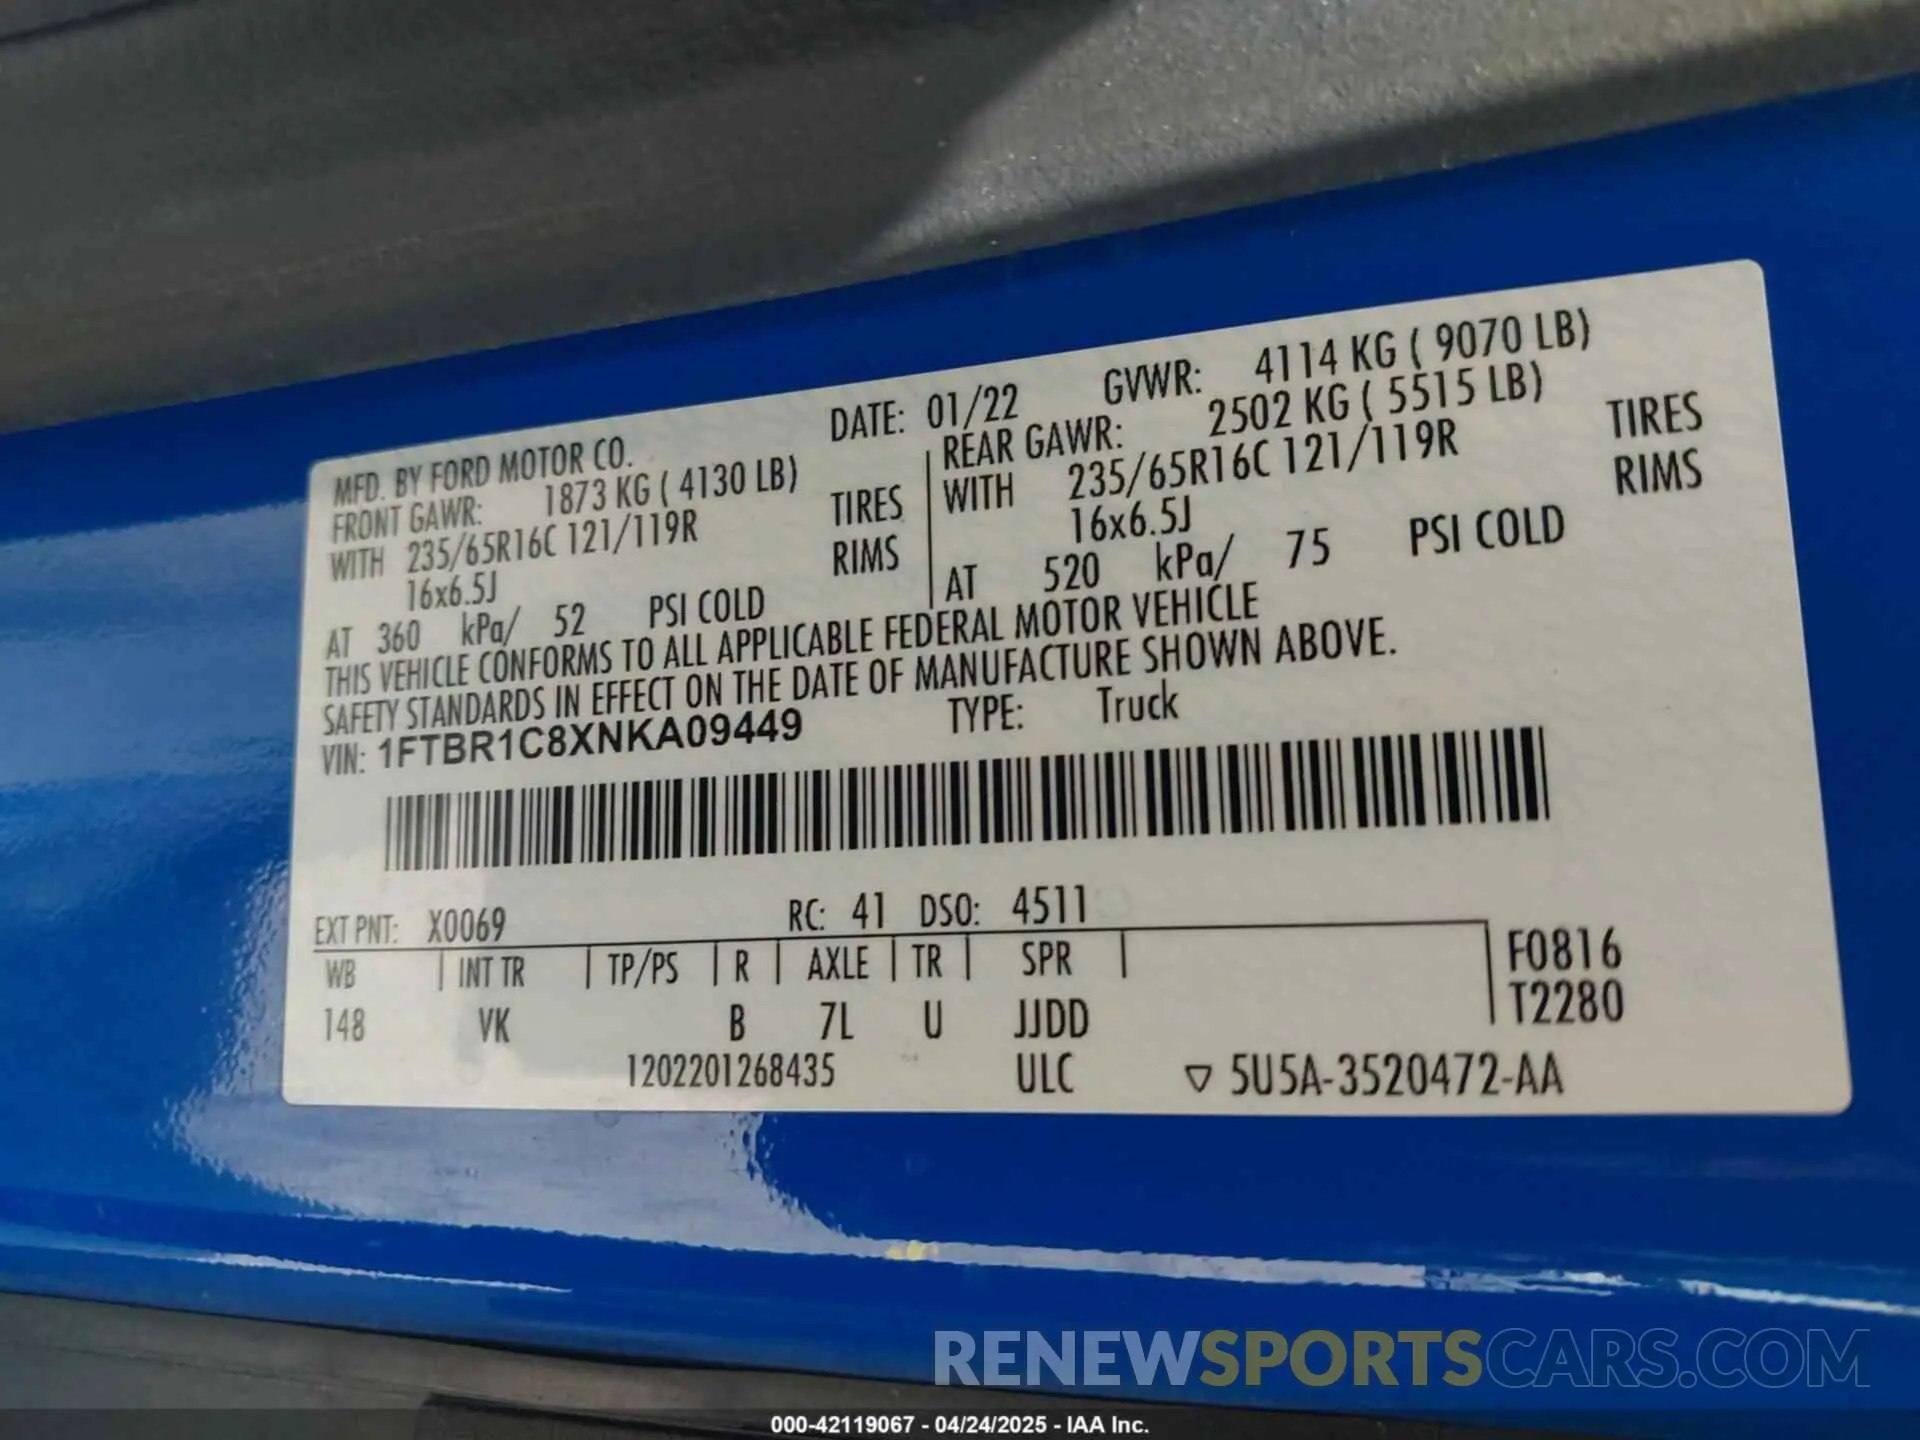 MFD. BY FORD MOTOR CO. DATE: 01/22 GVWR: 4114 KG ( 9070 LB)
FRONT GAWR: 1873 KG ( 4130 LB) REAR GAWR: 2502 KG ( 5515 LB)
WITH 235/65R16C 121/119R TIRES WITH 235/65R16C 121/119R TIRES
16x6.5J RIMS 16x6.5J RIMS
AT 360 kPa/ 52 PSI COLD AT 520 kPa/ 75 PSI COLD
THIS VEHICLE CONFORMS TO ALL APPLICABLE FEDERAL MOTOR VEHICLE
SAFETY STANDARDS IN EFFECT ON THE DATE OF MANUFACTURE SHOWN ABOVE.
VIN: 1FTBR1C8XNKA09449 TYPE: Truck
EXT PNT: X0069 RC: 41 DSO: 4511
WB INT TR TP/PS R AXLE TR SPR F0816
148 VK B 7L U JJDD T2280
1202201268435 ULC ▽ 5U5A-3520472-AA
RENEWSPORTSCARS.COM
000-42119067 - 04/24/2025 - IAA Inc.